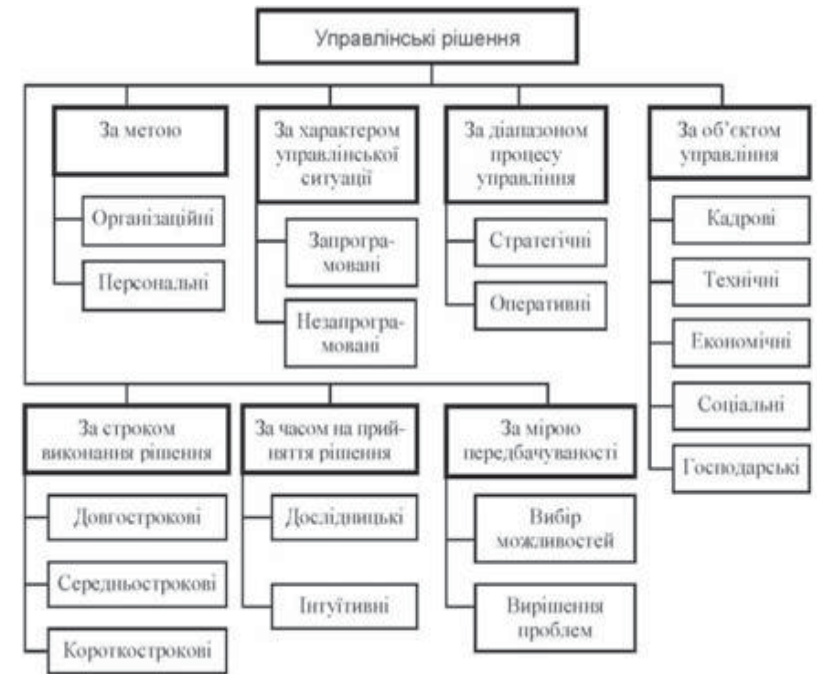 Управлінські рішення
За метою
Організаційні
Персональні
За характером
управлінської
ситуації
Запрогра-
мовані
Незапрогра-
мовані
За діапазоном
процесу
управління
Стратегічні
Оперативні
За об’єктом
управління
Кадрові
Технічні
Економічні
Соціальні
Господарські
За строком
виконання рішення
Довгострокові
Середньострокові
Короткострокові
За часом на прий-
няття рішення
Дослідницькі
Інтуїтивні
За мірою
передбачуваності
Вибір
можливостей
Вирішення
проблем